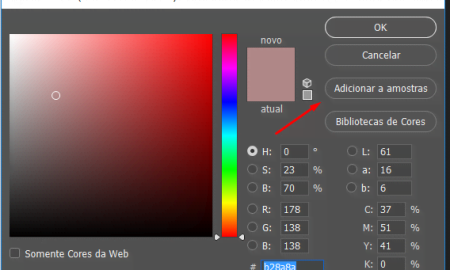 novo
atual
OK
Cancelar
Adicionar a amostras
Bibliotecas de Cores
H: 0 °
S: 23 %
B: 70 %
R: 178
G: 138
B: 138
# b28a8a
L: 61
a: 16
b: 6
C: 37 %
M: 51 %
Y: 41 %
K: 0 %
Somente Cores da Web